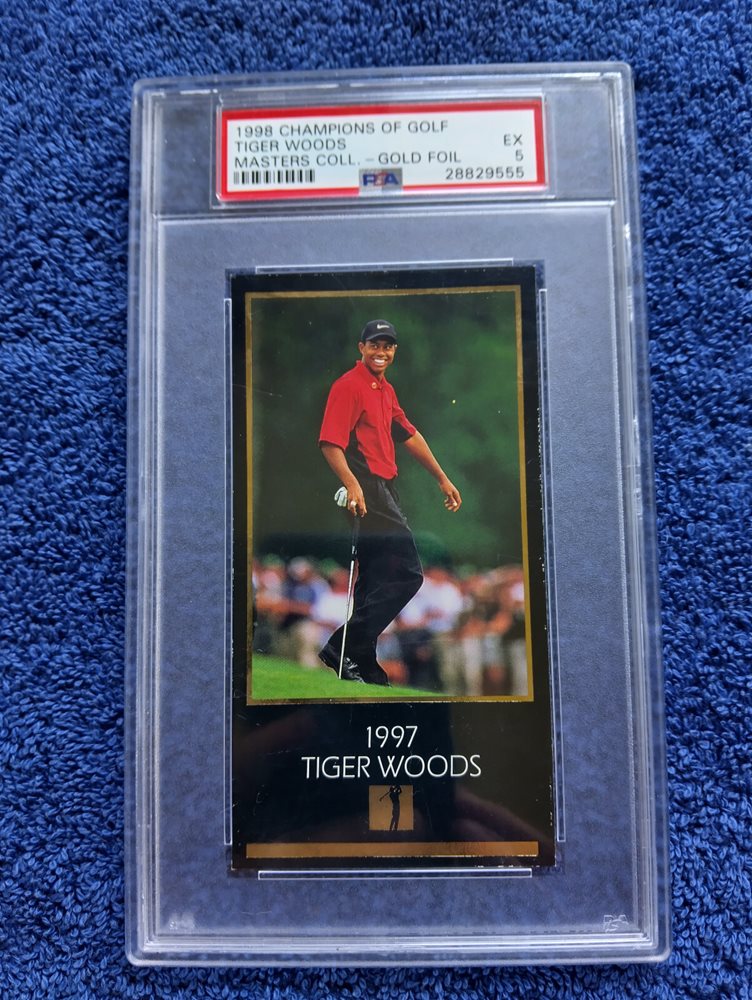 1998 CHAMPIONS OF GOLF
TIGER WOODS
EX
MASTERS COLL. - GOLD FOIL
5
PSA
28829555
1997
TIGER WOODS